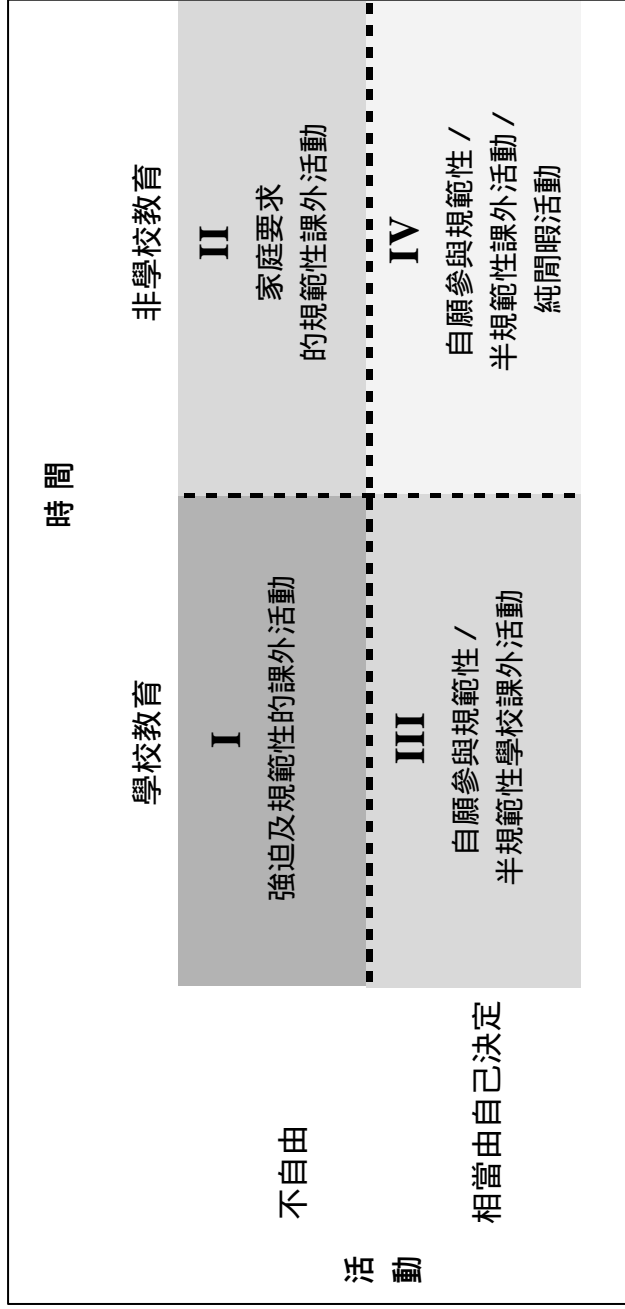 時 間
學校教育
非學校教育
活
動
不自由
I
強迫及規範性的課外活動
II
家庭要求
的規範性課外活動
相當由自己決定
III
自願參與規範性／
半規範性學校課外活動
IV
自願參與規範性／
半規範性課外活動／
純閒暇活動